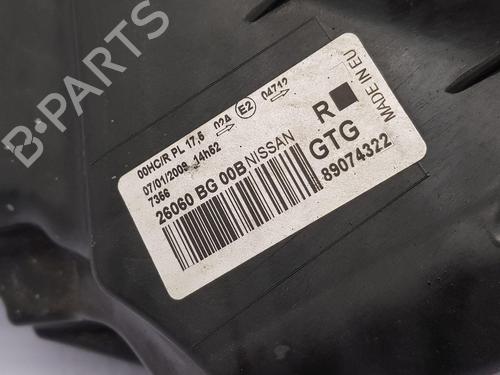 B-PARTS
00HC/R PL 17,5 02A E2 04712
07/01/2009 14h52
7366
26060 BG 00B NISSAN
R
GTG
89074322
MADE IN EU